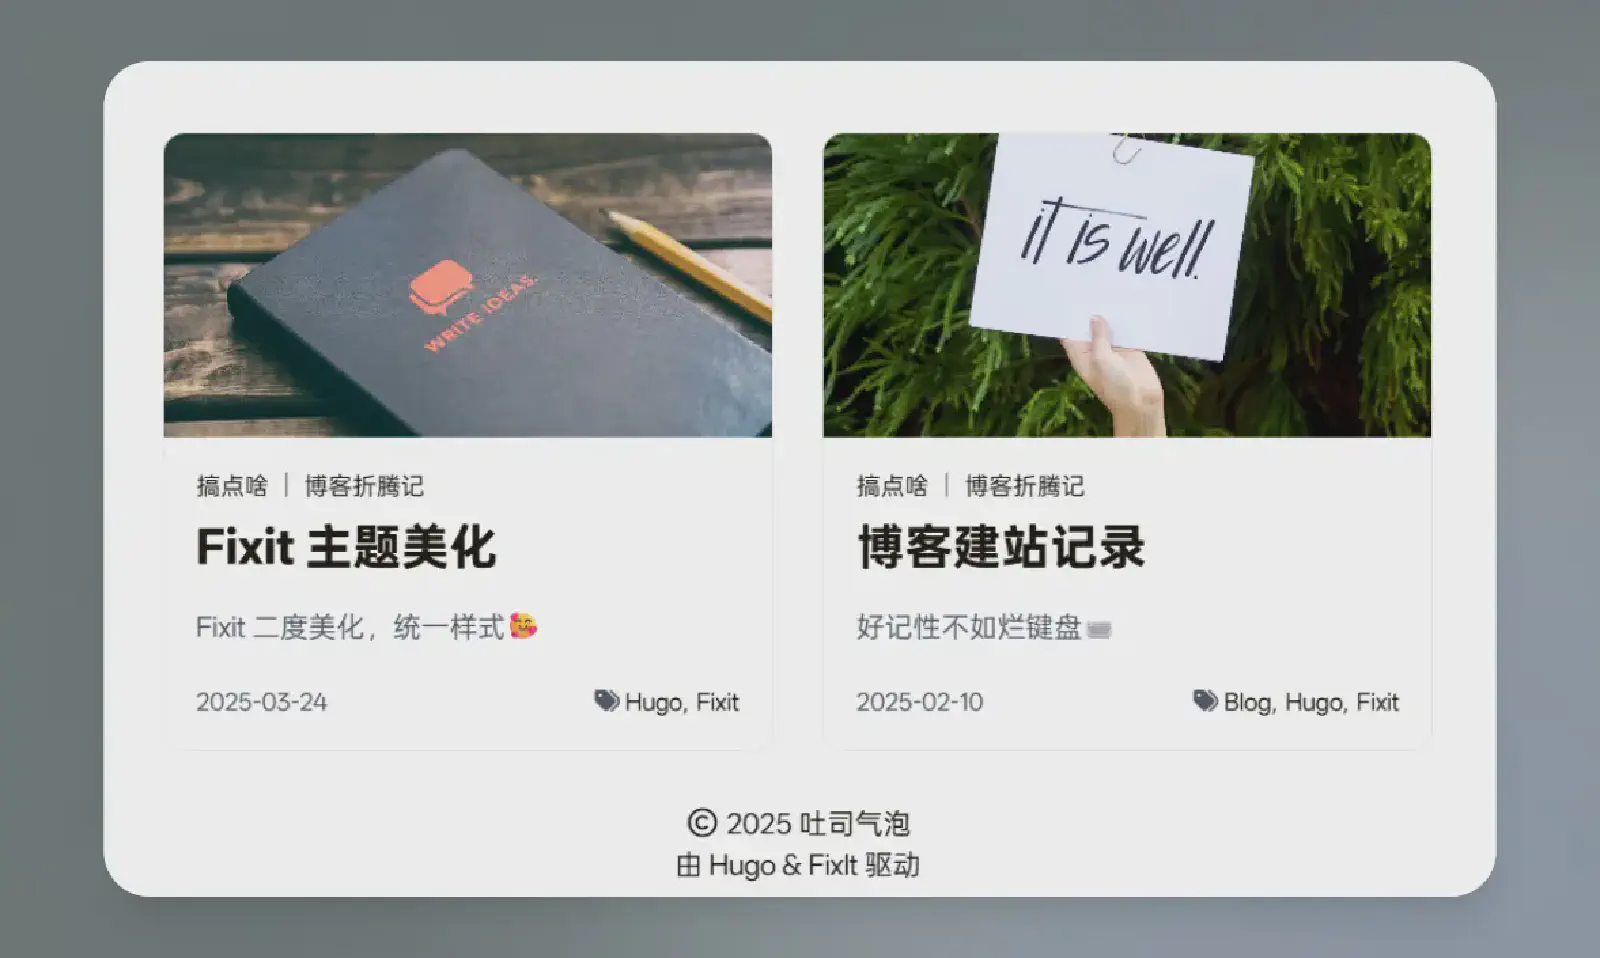 WRITE IDEAS.
搞点啥 | 博客折腾记
Fixit 主题美化
Fixit 二度美化，统一样式🥰
2025-03-24
Hugo, Fixit
it is well.
搞点啥 | 博客折腾记
博客建站记录
好记性不如烂键盘⌨️
2025-02-10
Blog, Hugo, Fixit
© 2025 吐司气泡
由 Hugo & FixIt 驱动